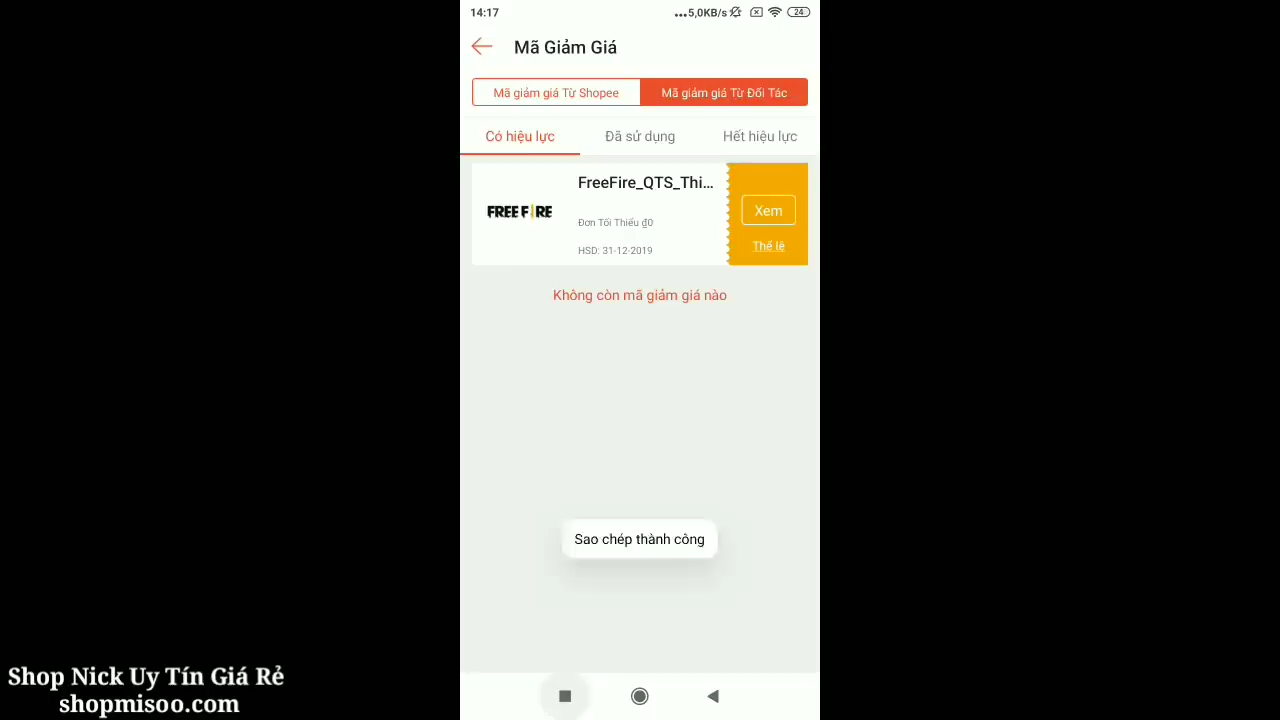 14:17
...5,0KB/s
24
Mã Giảm Giá
Mã giảm giá Từ Shopee
Mã giảm giá Từ Đối Tác
Có hiệu lực
Đã sử dụng
Hết hiệu lực
FREE FIRE
FreeFire_QTS_Thi...
Đơn Tối Thiểu ₫0
HSD: 31-12-2019
Xem
Thể lệ
Không còn mã giảm giá nào
Sao chép thành công
Shop Nick Uy Tín Giá Rẻ
shopmisoo.com